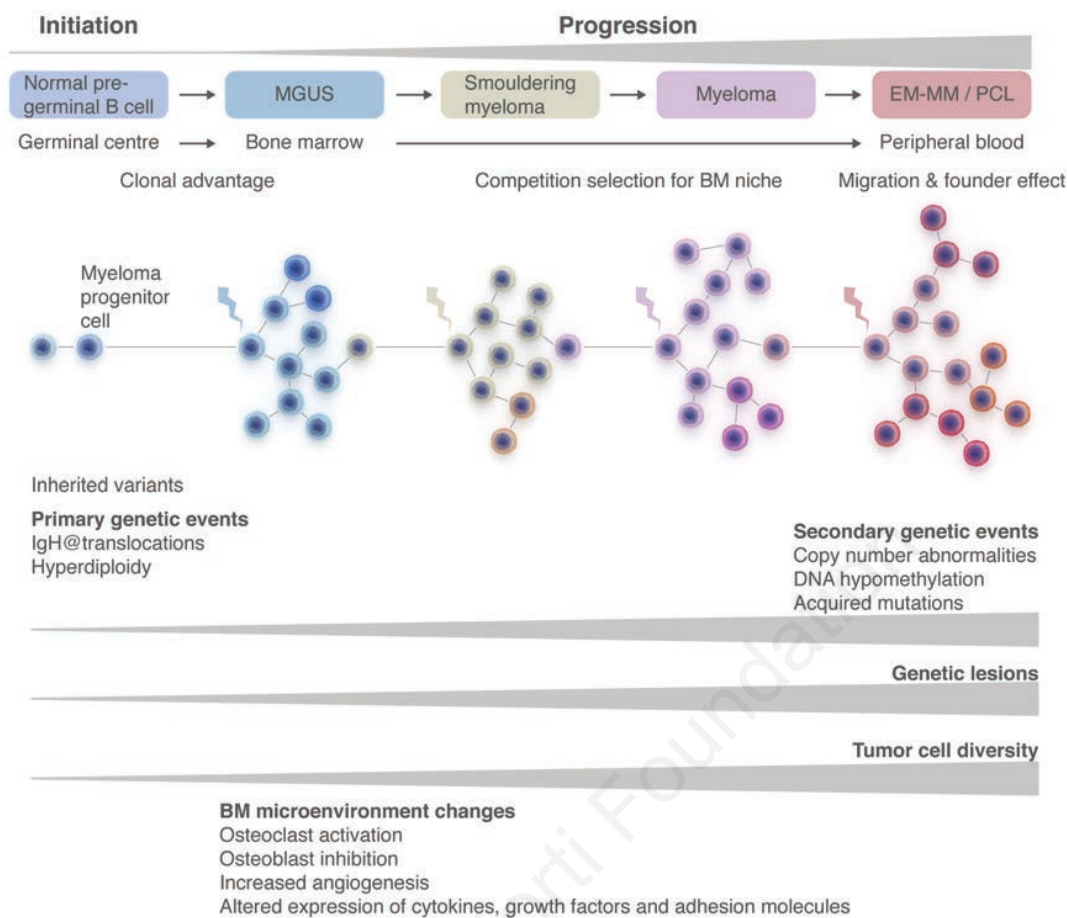 Initiation
Progression
Normal pre-
germinal B cell
MGUS
Smouldering
myeloma
Myeloma
EM-MM / PCL
Germinal centre
Bone marrow
Peripheral blood
Clonal advantage
Competition selection for BM niche
Migration & founder effect
Myeloma
progenitor
cell
Inherited variants
Primary genetic events
IgH@translocations
Hyperdiploidy
Secondary genetic events
Copy number abnormalities
DNA hypomethylation
Acquired mutations
Genetic lesions
Tumor cell diversity
BM microenvironment changes
Osteoclast activation
Osteoblast inhibition
Increased angiogenesis
Altered expression of cytokines, growth factors and adhesion molecules
orti Foundation